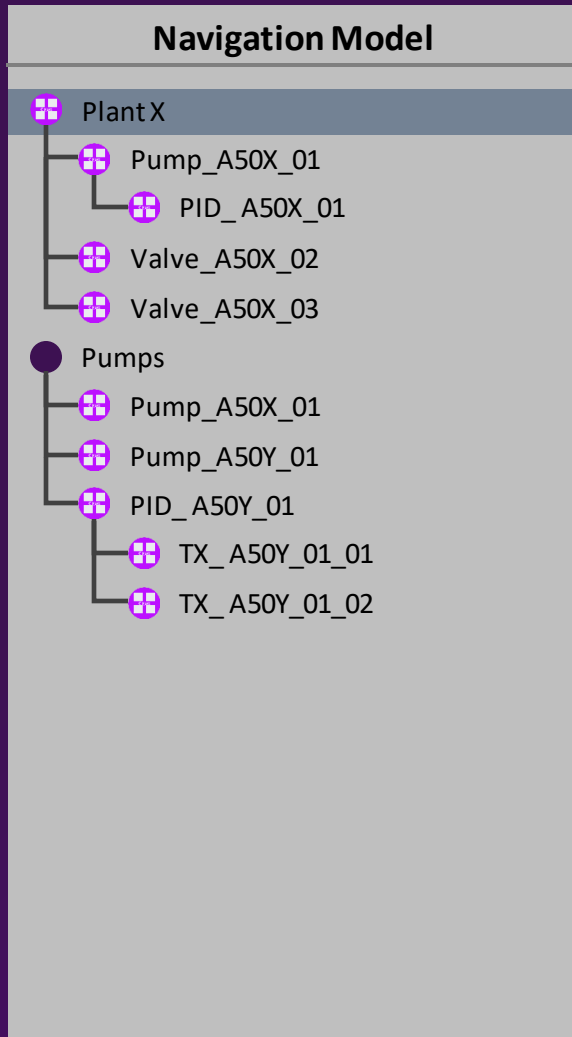 Navigation Model
Plant X
Pump_A50X_01
PID_ A50X_01
Valve_A50X_02
Valve_A50X_03
Pumps
Pump_A50X_01
Pump_A50Y_01
PID_ A50Y_01
TX_ A50Y_01_01
TX_ A50Y_01_02